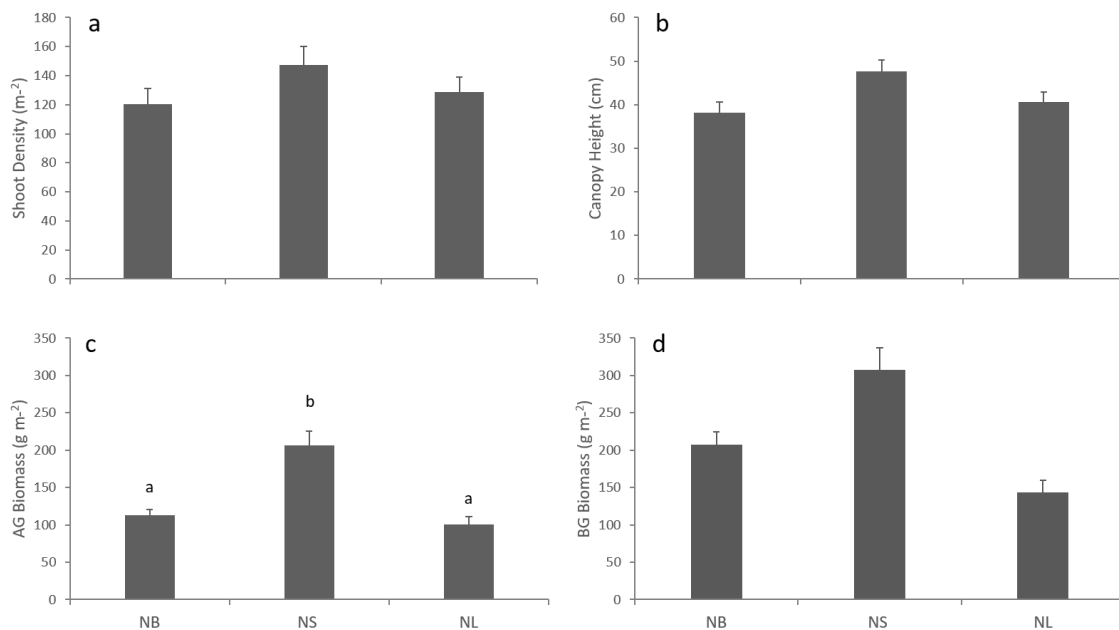 a
Shoot Density (m-²)
180
160
140
120
100
80
60
40
20
0
b
Canopy Height (cm)
60
50
40
30
20
10
0
c
AG Biomass (g m-²)
350
300
250
200
150
100
50
0
a
b
a
NB NS NL
d
BG Biomass (g m-²)
350
300
250
200
150
100
50
0
NB NS NL